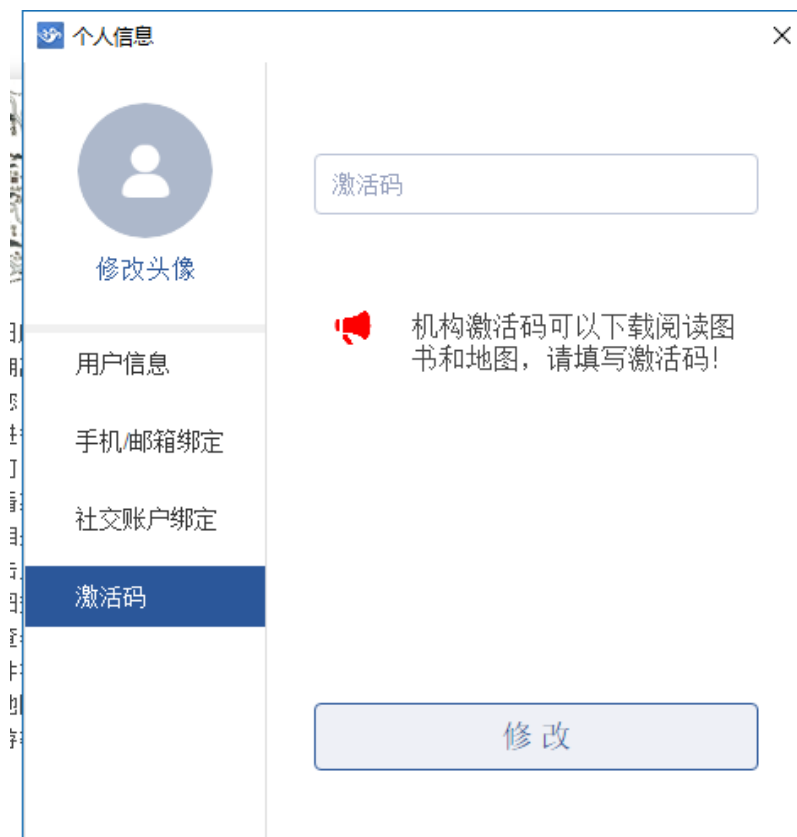 个人信息
修改头像
用户信息
手机/邮箱绑定
社交账户绑定
激活码
激活码
机构激活码可以下载阅读图
书和地图，请填写激活码!
修 改